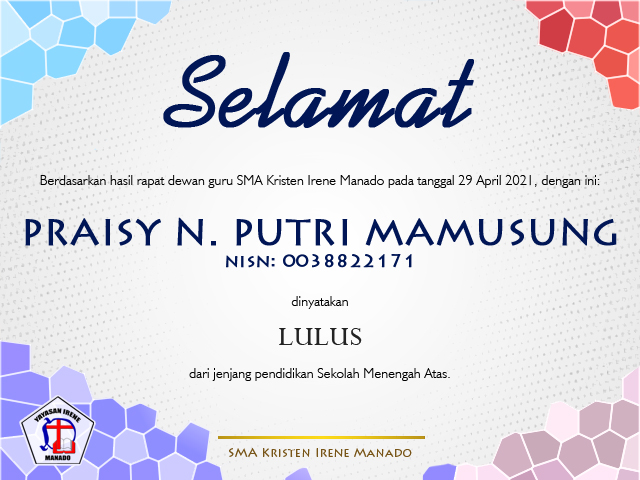 Selamat
Berdasarkan hasil rapat dewan guru SMA Kristen Irene Manado pada tanggal 29 April 2021, dengan ini:
PRAISY N. PUTRI MAMUSUNG
NISN: 0038822171
dinyatakan
LULUS
dari jenjang pendidikan Sekolah Menengah Atas.
YAYASAN IRENE
MANADO
SMA KRISTEN IRENE MANADO